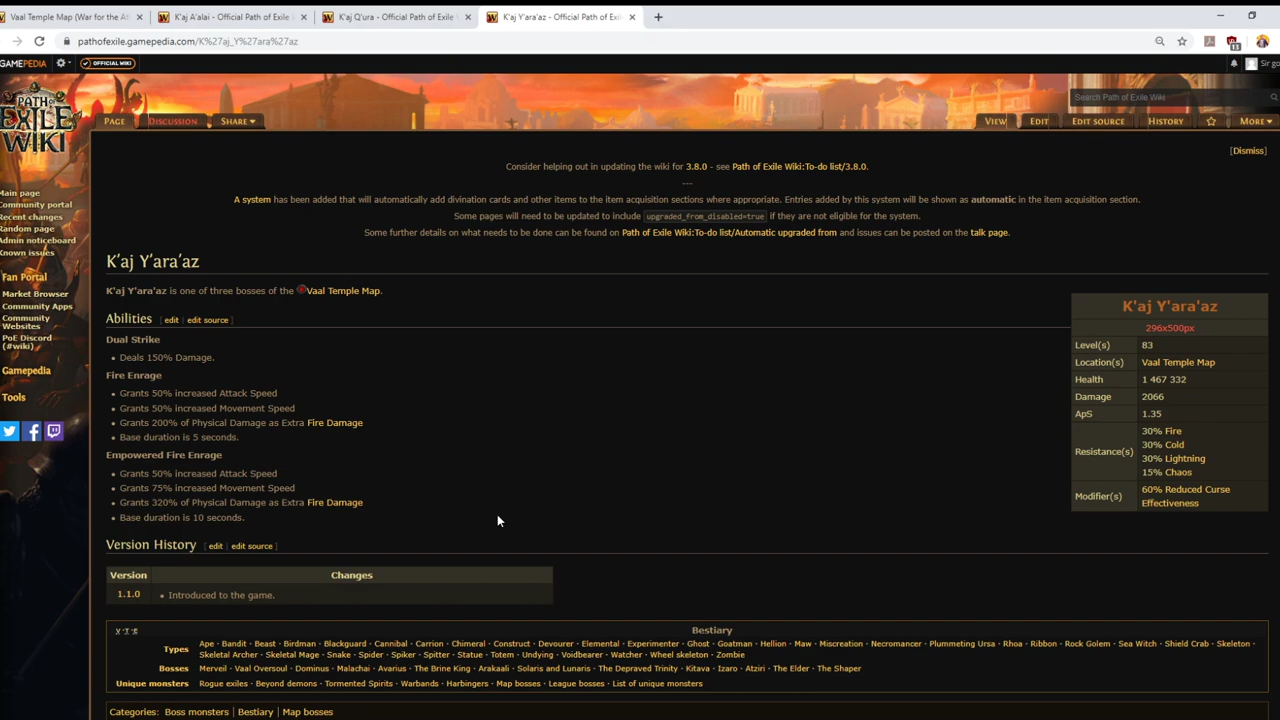 Vaal Temple Map (War for the At
K'aj A'alai - Official Path of Exile
K'aj Q'ura - Official Path of Exile
K'aj Y'ara'az - Official Path of Exile
pathofexile.gamepedia.com/K%27aj_Y%27ara%27az
13
GAMEPEDIA
OFFICIAL WIKI
Sir go
PATH OF EXILE WIKI
PAGE DISCUSSION SHARE
Search Path of Exile Wiki
VIEW EDIT EDIT SOURCE HISTORY MORE
[Dismiss]
Consider helping out in updating the wiki for 3.8.0 - see Path of Exile Wiki:To-do list/3.8.0.
---
A system has been added that will automatically add divination cards and other items to the item acquisition sections where appropriate. Entries added by this system will be shown as automatic in the item acquisition section.
Some pages will need to be updated to include upgraded_from_disabled=true if they are not eligible for the system.
Some further details on what needs to be done can be found on Path of Exile Wiki:To-do list/Automatic upgraded from and issues can be posted on the talk page.
Main page
Community portal
Recent changes
Random page
Admin noticeboard
Known issues
Fan Portal
Market Browser
Community Apps
Community
Websites
PoE Discord
(#wiki)
Gamepedia
Tools
K'aj Y'ara'az
K'aj Y'ara'az is one of three bosses of the Vaal Temple Map.
Abilities [ edit | edit source ]
Dual Strike
• Deals 150% Damage.
Fire Enrage
• Grants 50% increased Attack Speed
• Grants 50% increased Movement Speed
• Grants 200% of Physical Damage as Extra Fire Damage
• Base duration is 5 seconds.
Empowered Fire Enrage
• Grants 50% increased Attack Speed
• Grants 75% increased Movement Speed
• Grants 320% of Physical Damage as Extra Fire Damage
• Base duration is 10 seconds.
K'aj Y'ara'az
296x500px
Level(s) 83
Location(s) Vaal Temple Map
Health 1 467 332
Damage 2066
ApS 1.35
Resistance(s) 30% Fire
30% Cold
30% Lightning
15% Chaos
Modifier(s) 60% Reduced Curse
Effectiveness
Version History [ edit | edit source ]
Version Changes
1.1.0 • Introduced to the game.
V·T·E Bestiary
Types Ape · Bandit · Beast · Birdman · Blackguard · Cannibal · Carrion · Chimeral · Construct · Devourer · Elemental · Experimenter · Ghost · Goatman · Hellion · Maw · Miscreation · Necromancer · Plummeting Ursa · Rhoa · Ribbon · Rock Golem · Sea Witch · Shield Crab · Skeleton ·
Skeletal Archer · Skeletal Mage · Snake · Spider · Spiker · Spitter · Statue · Totem · Undying · Voidbearer · Watcher · Wheel skeleton · Zombie
Bosses Merveil · Vaal Oversoul · Dominus · Malachai · Avarius · The Brine King · Arakaali · Solaris and Lunaris · The Depraved Trinity · Kitava · Izaro · Atziri · The Elder · The Shaper
Unique monsters Rogue exiles · Beyond demons · Tormented Spirits · Warbands · Harbingers · Map bosses · League bosses · List of unique monsters
Categories: Boss monsters | Bestiary | Map bosses